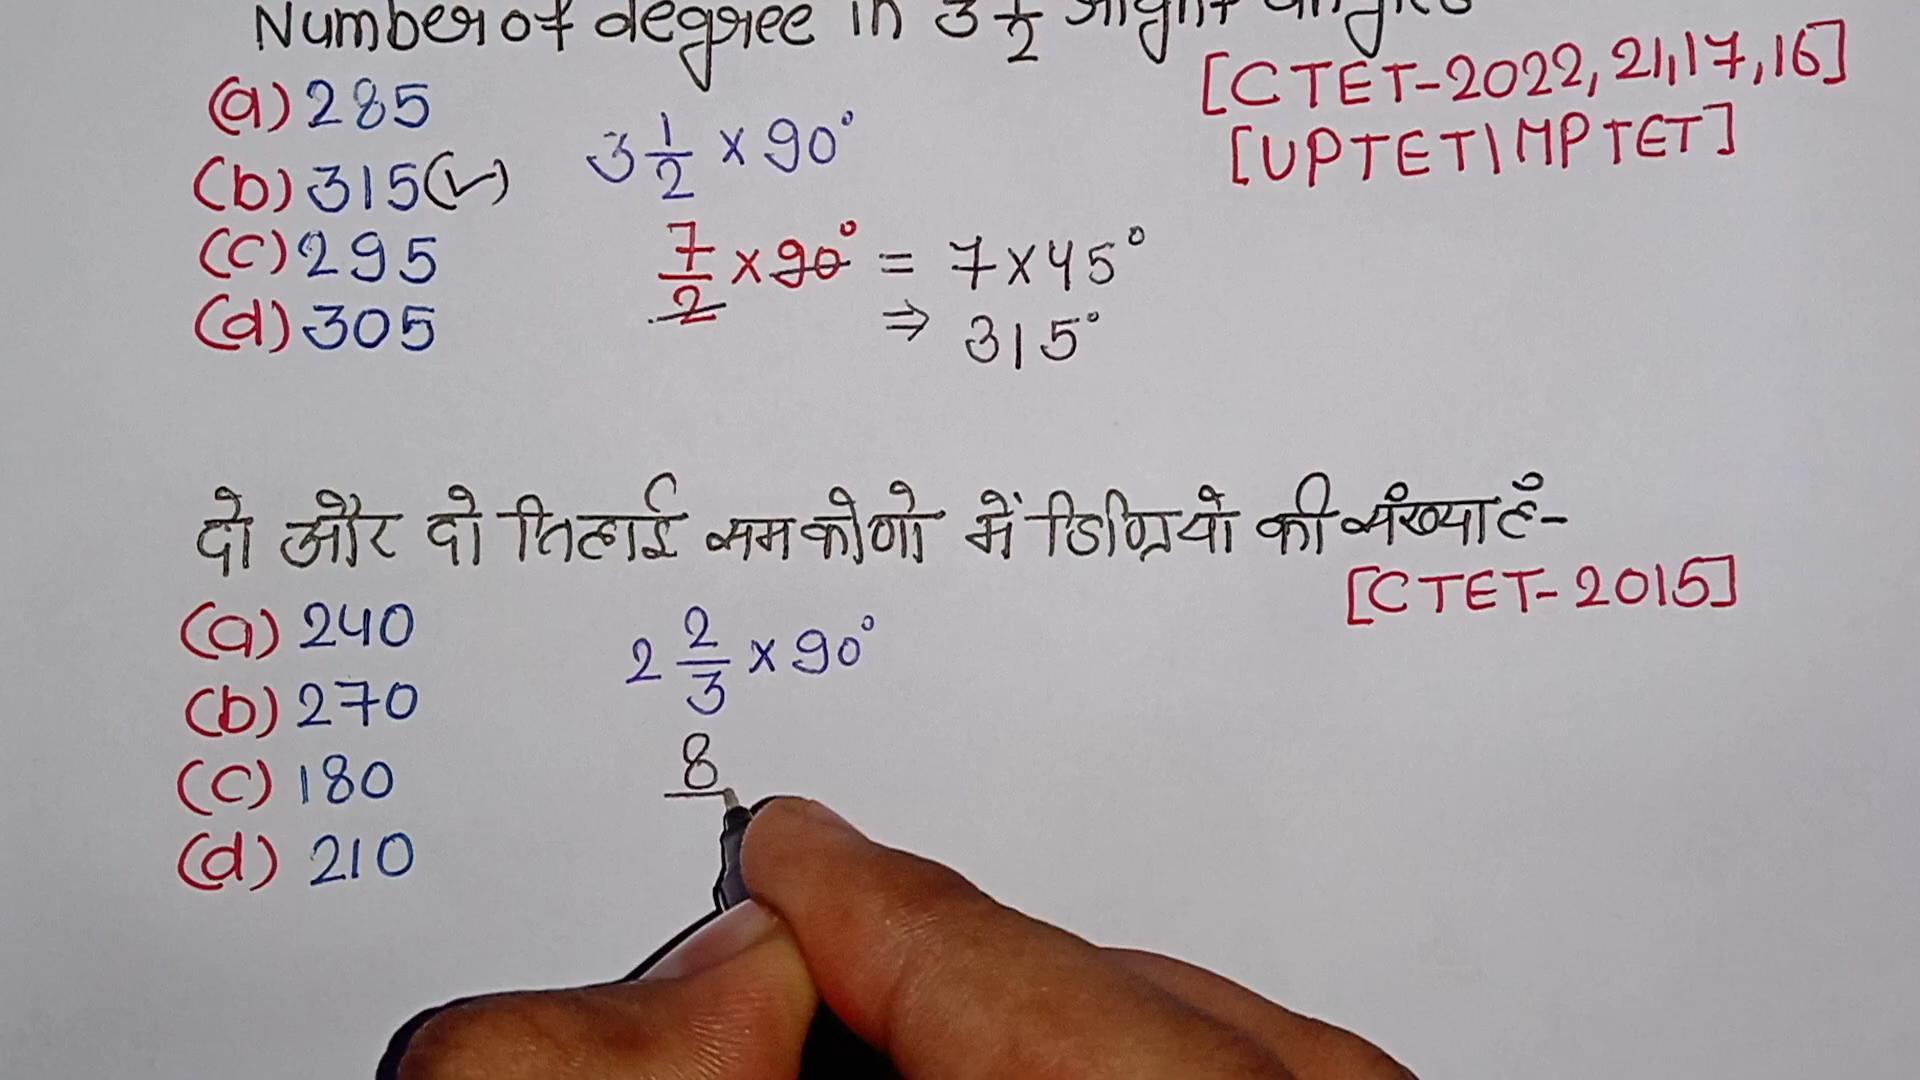 Number of degree in 3 1/2 right angles
[CTET-2022,21,17,16]
[UPTET|MPTET]
(a) 285
(b) 315(✓)
(c) 295
(d) 305
3 1/2 × 90°
7/2 × 90° = 7×45°
⇒ 315°
दो और दो तिहाई समकोणो में डिग्रियो की संख्या हैं-
[CTET-2015]
(a) 240
(b) 270
(c) 180
(d) 210
2 2/3 × 90°
8